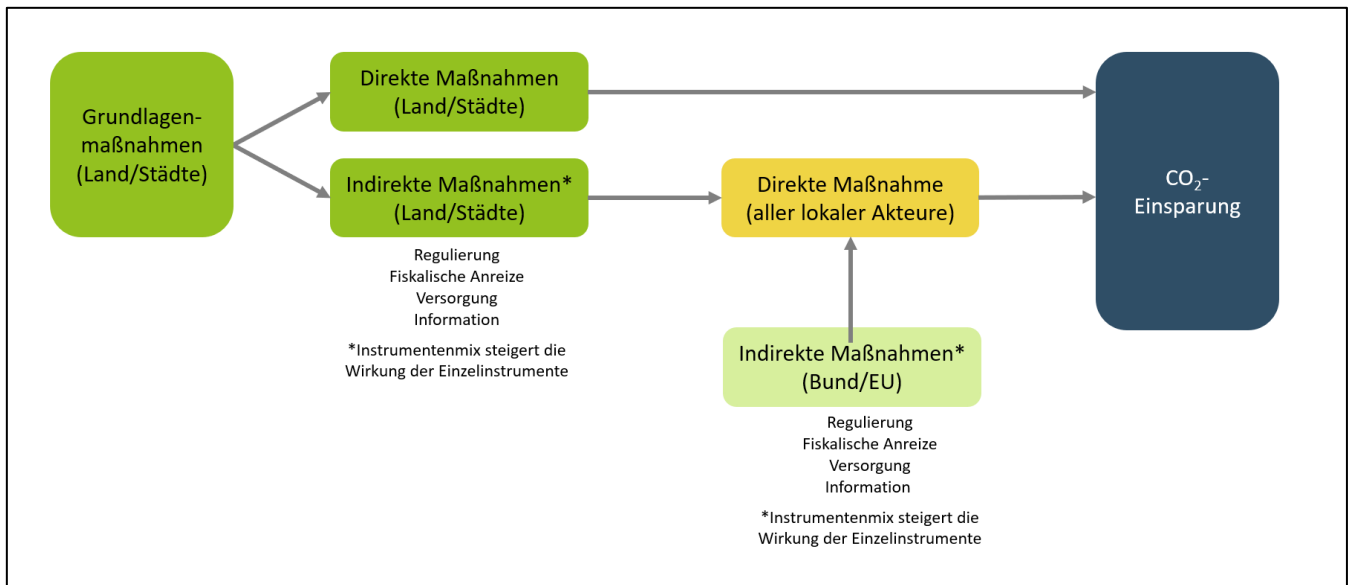 Grundlagen-
maßnahmen
(Land/Städte)
Direkte Maßnahmen
(Land/Städte)
Indirekte Maßnahmen*
(Land/Städte)
Regulierung
Fiskalische Anreize
Versorgung
Information
*Instrumentenmix steigert die
Wirkung der Einzelinstrumente
Direkte Maßnahme
(aller lokaler Akteure)
Indirekte Maßnahmen*
(Bund/EU)
Regulierung
Fiskalische Anreize
Versorgung
Information
*Instrumentenmix steigert die
Wirkung der Einzelinstrumente
CO₂-
Einsparung